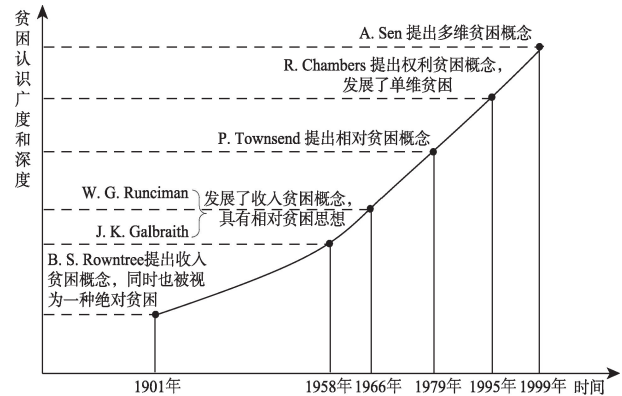 贫困认识广度和深度
A. Sen 提出多维贫困概念
R. Chambers 提出权利贫困概念，
发展了单维贫困
P. Townsend 提出相对贫困概念
W. G. Runciman
J. K. Galbraith
发展了收入贫困概念，
具有相对贫困思想
B. S. Rowntree提出收入
贫困概念，同时也被视
为一种绝对贫困
1901年 1958年 1966年 1979年 1995年 1999年 时间